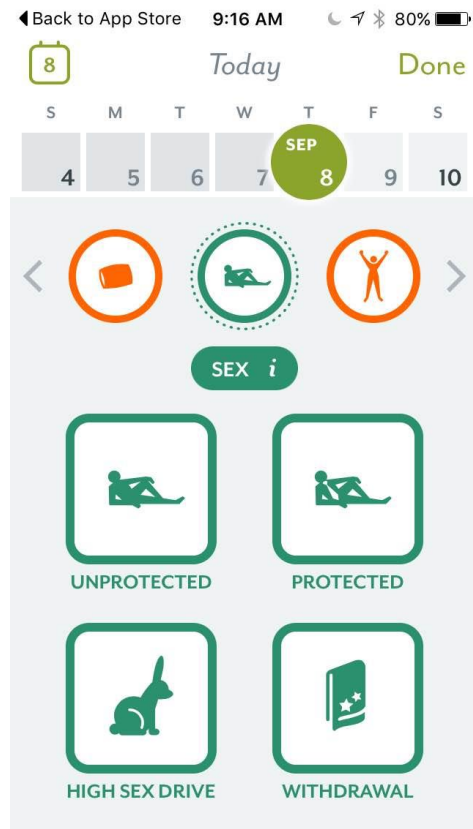 Back to App Store 9:16 AM 80%
8 Today Done
S M T W T F S
SEP
4 5 6 7 8 9 10
SEX i
UNPROTECTED PROTECTED
HIGH SEX DRIVE WITHDRAWAL